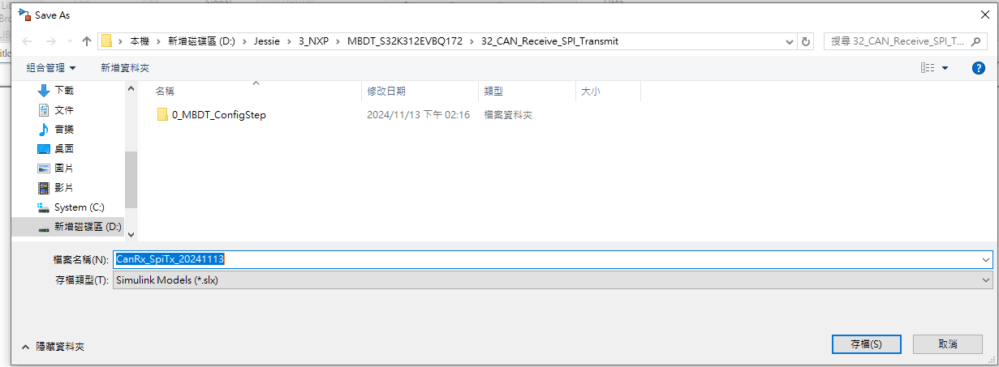 Save As
本機 › 新增磁碟區 (D:) › Jessie › 3_NXP › MBDT_S32K312EVBQ172 › 32_CAN_Receive_SPI_Transmit
搜尋 32_CAN_Receive_SPI_T...
組合管理 新增資料夾
名稱 修改日期 類型 大小
0_MBDT_ConfigStep 2024/11/13 下午 02:16 檔案資料夾
下載
文件
音樂
桌面
圖片
影片
System (C:)
新增磁碟區 (D:)
檔案名稱(N): CanRx_SpiTx_20241113
存檔類型(T): Simulink Models (*.slx)
隱藏資料夾
存檔(S) 取消